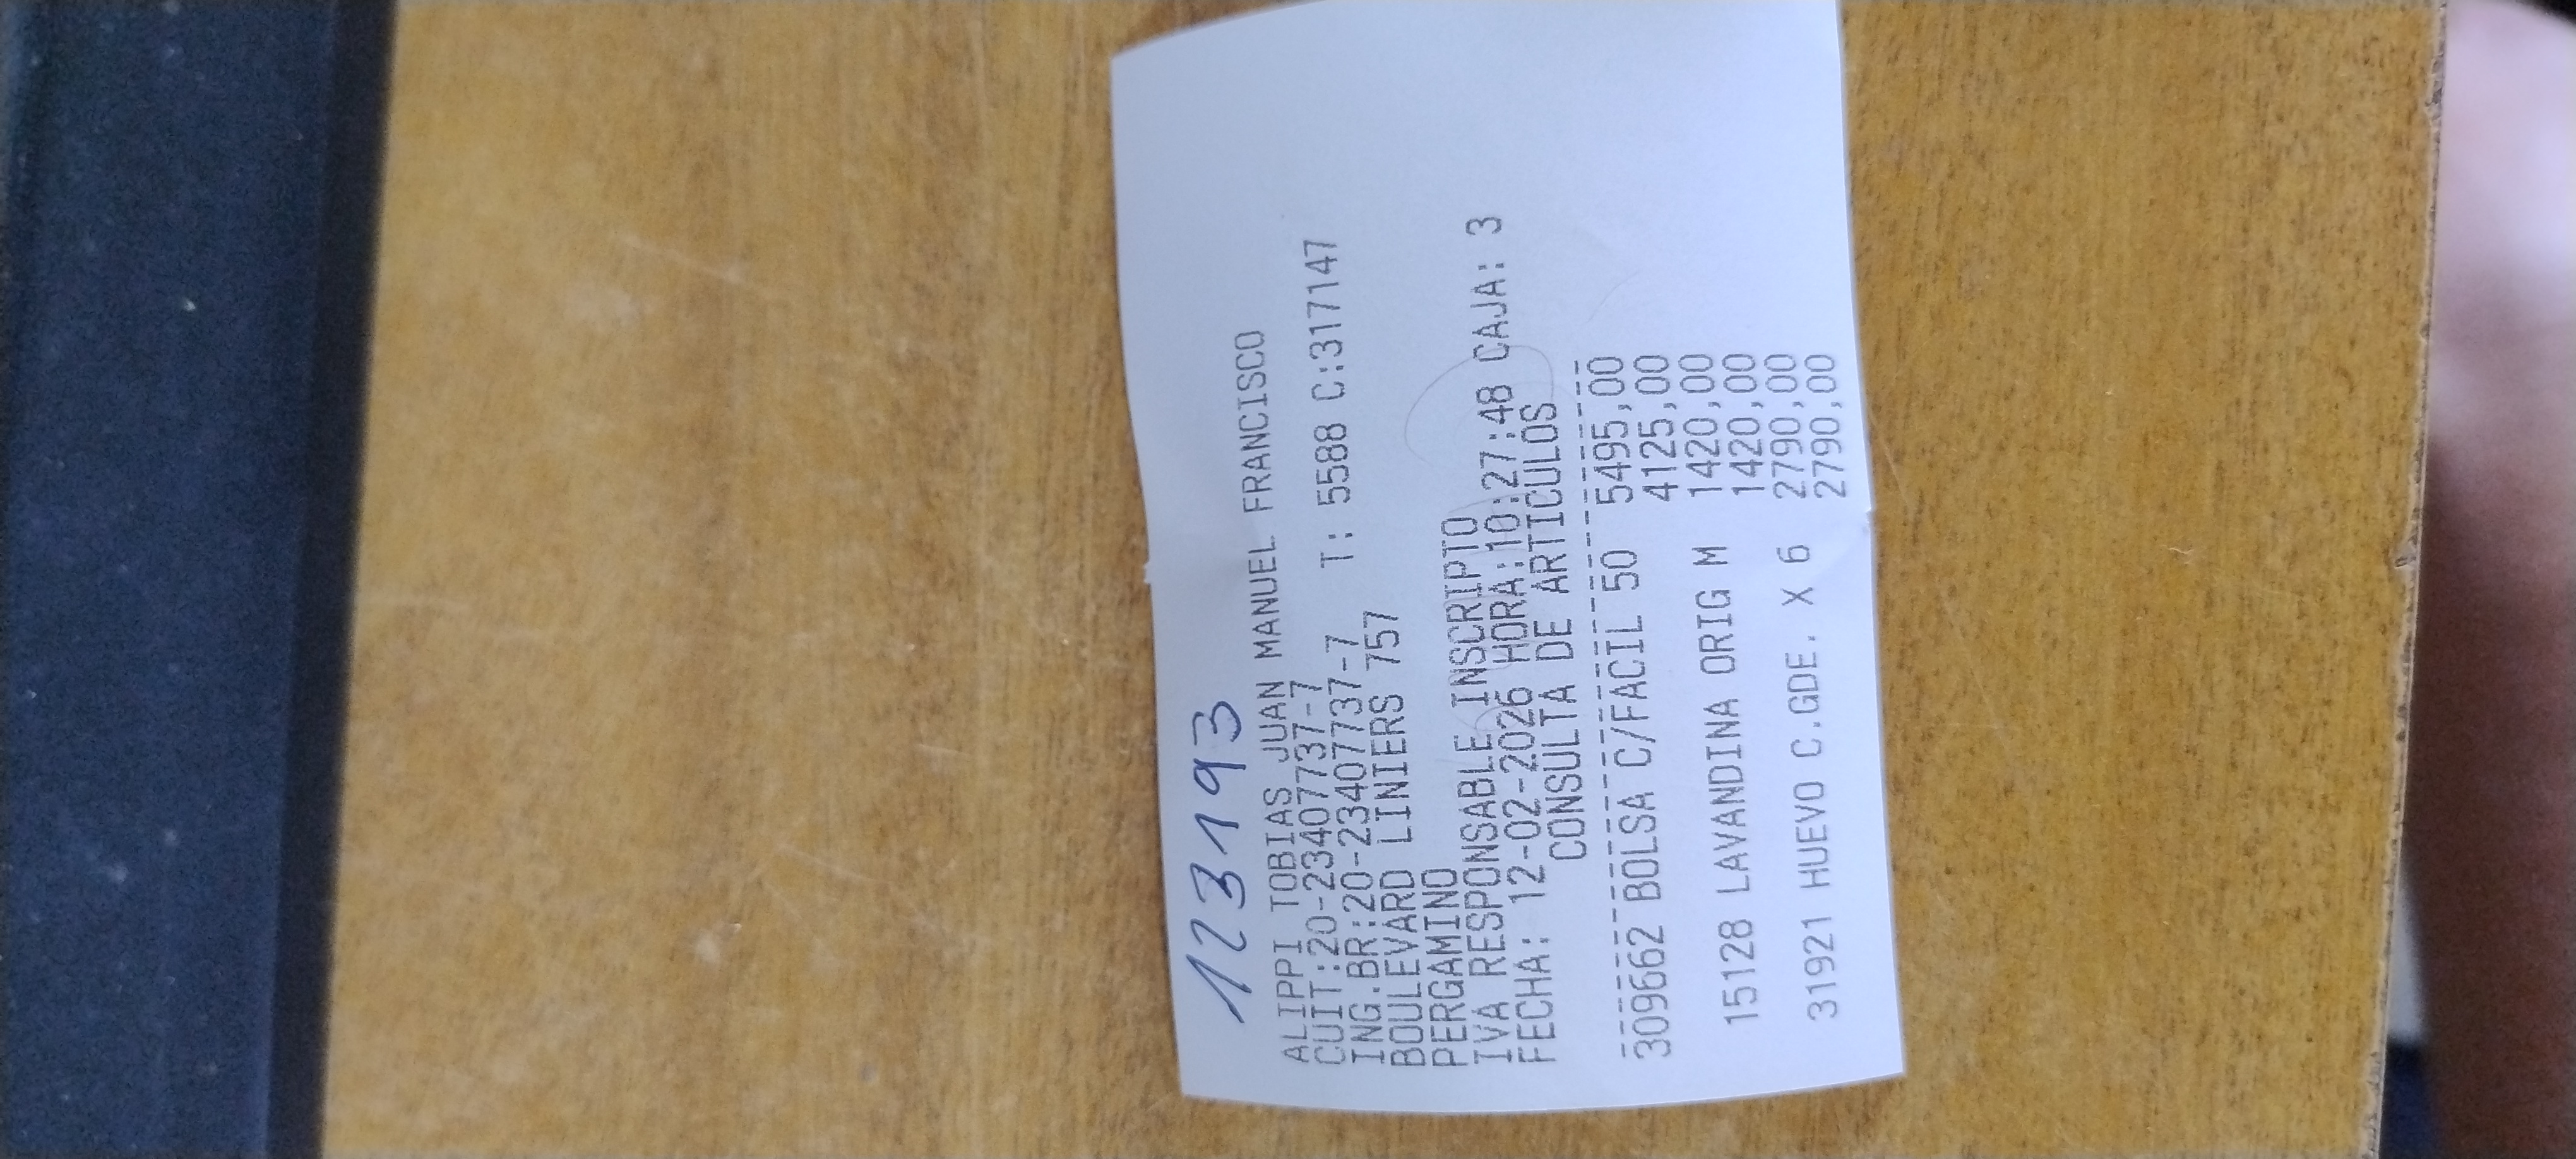 123193
ALIPPI TOBIAS JUAN MANUEL FRANCISCO
CUIT:20-23407737-7
ING.BR:20-23407737-7 T: 5588 C:317147
BOULEVARD LINIERS 757
PERGAMINO
IVA RESPONSABLE INSCRIPTO
FECHA: 12-02-2026 HORA:10:27:48 CAJA: 3
CONSULTA DE ARTICULOS
309662 BOLSA C/FACIL 50 5495,00
4125,00
15128 LAVANDINA ORIG M 1420,00
1420,00
31921 HUEVO C.GDE. X 6 2790,00
2790,00